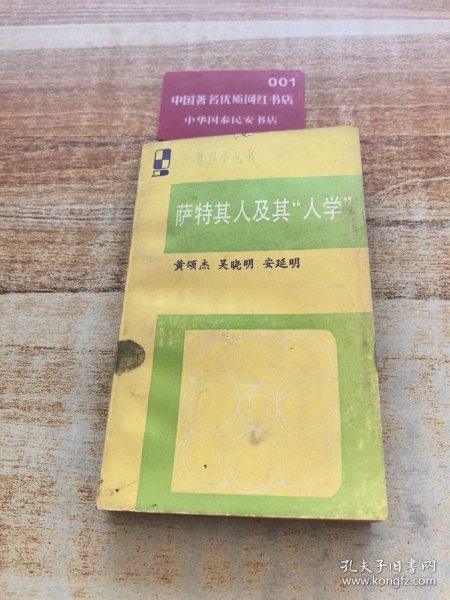 001
中国著名优质网红书店
中华国泰民安书店
复旦小丛书
萨特其人及其“人学”
黄颂杰 吴晓明 安延明
孔夫子旧书网
www.kongfz.com